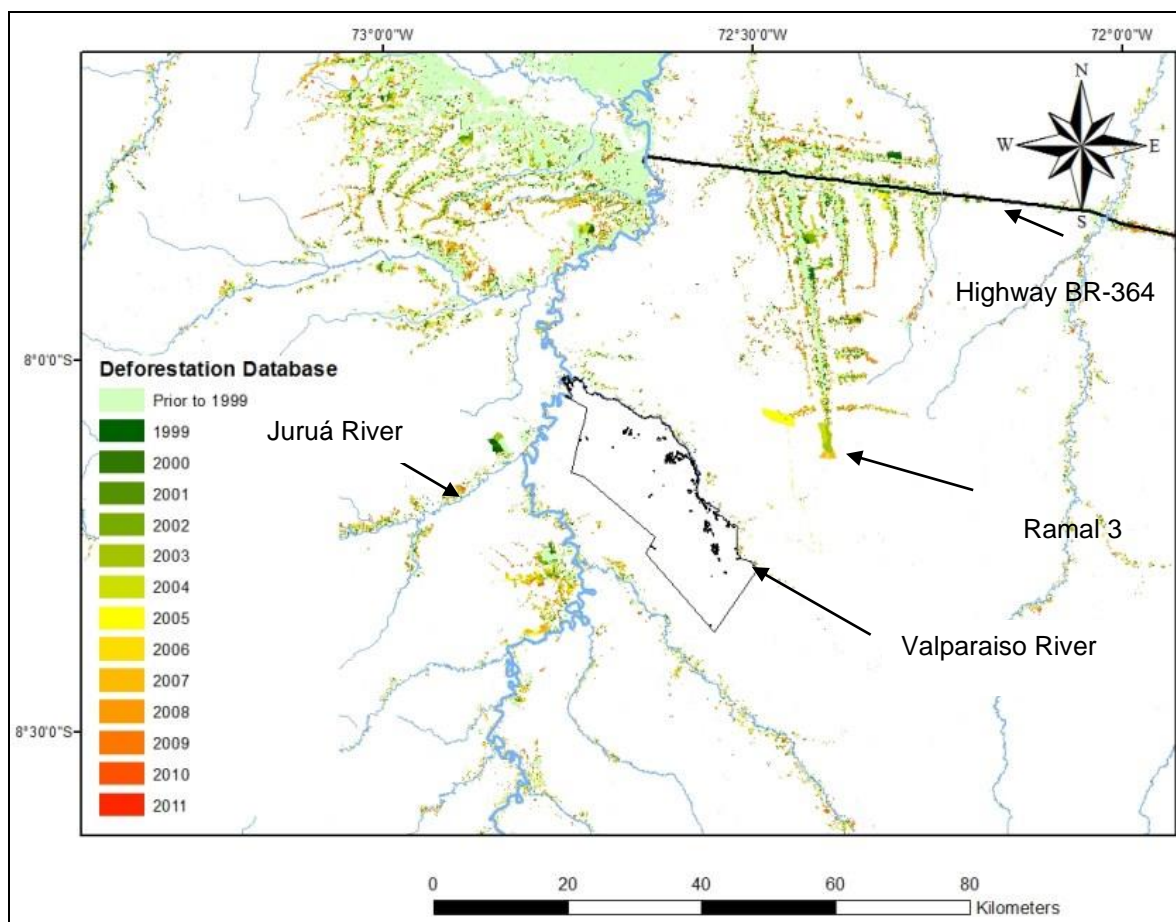 73°0'0"W 72°30'0"W 72°0'0"W
N
W E
S
Highway BR-364
8°0'0"S
Deforestation Database
Prior to 1999
1999
2000
2001
2002
2003
2004
2005
2006
2007
2008
2009
2010
2011
Juruá River
Ramal 3
Valparaiso River
8°30'0"S
0 20 40 60 80
Kilometers